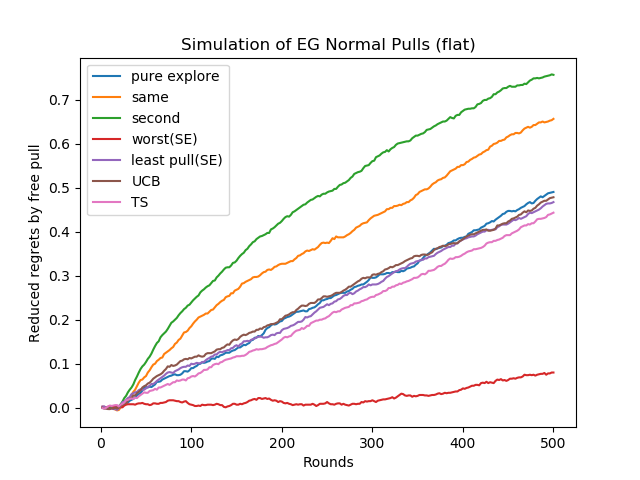 Simulation of EG Normal Pulls (flat)
pure explore
same
second
worst(SE)
least pull(SE)
UCB
TS
Reduced regrets by free pull
0.7
0.6
0.5
0.4
0.3
0.2
0.1
0.0
0 100 200 300 400 500
Rounds